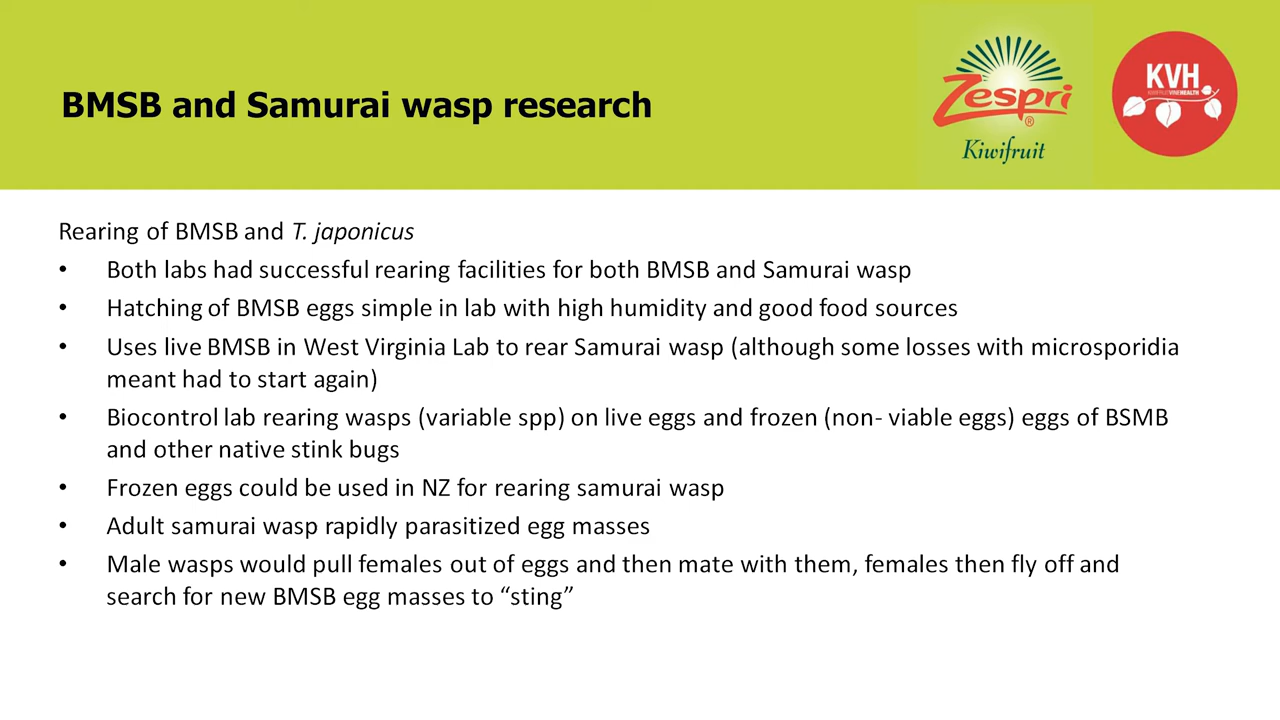 BMSB and Samurai wasp research
Zespri
®
Kiwifruit
KVH
KIWIFRUIT VINE HEALTH
Rearing of BMSB and T. japonicus
• Both labs had successful rearing facilities for both BMSB and Samurai wasp
• Hatching of BMSB eggs simple in lab with high humidity and good food sources
• Uses live BMSB in West Virginia Lab to rear Samurai wasp (although some losses with microsporidia
meant had to start again)
• Biocontrol lab rearing wasps (variable spp) on live eggs and frozen (non- viable eggs) eggs of BSMB
and other native stink bugs
• Frozen eggs could be used in NZ for rearing samurai wasp
• Adult samurai wasp rapidly parasitized egg masses
• Male wasps would pull females out of eggs and then mate with them, females then fly off and
search for new BMSB egg masses to “sting”